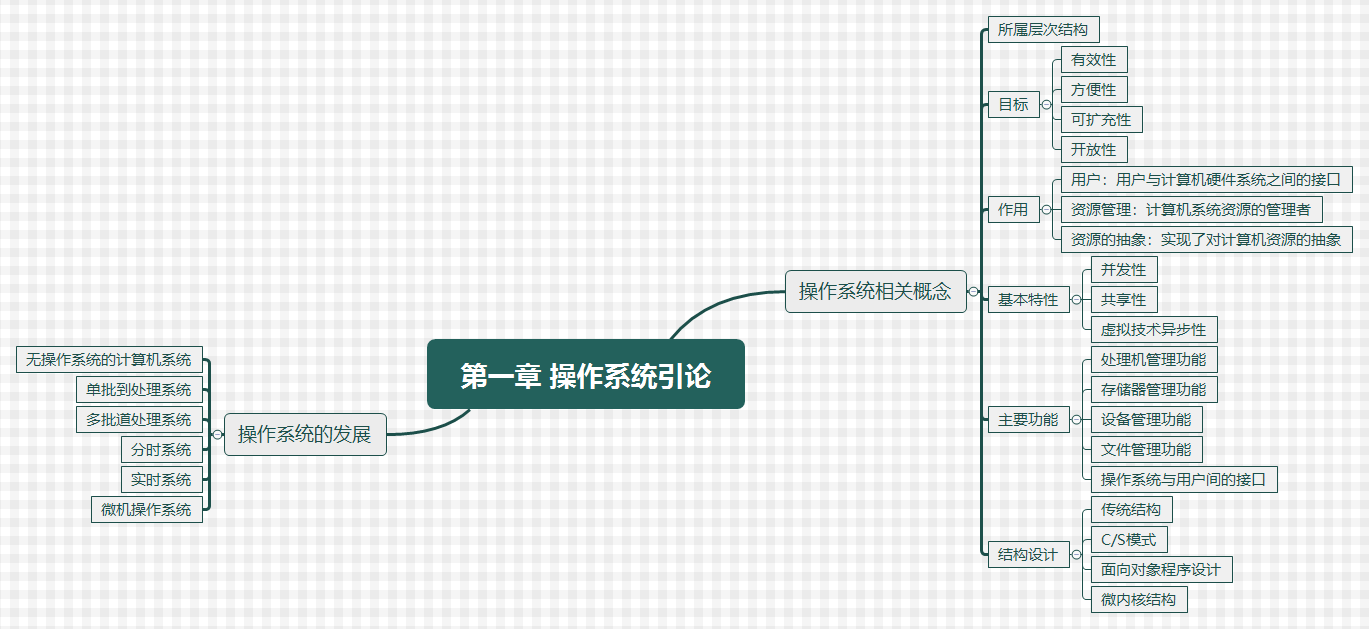 第一章 操作系统引论
操作系统相关概念
所属层次结构
目标
有效性
方便性
可扩充性
开放性
作用
用户：用户与计算机硬件系统之间的接口
资源管理：计算机系统资源的管理者
资源的抽象：实现了对计算机资源的抽象
基本特性
并发性
共享性
虚拟技术异步性
主要功能
处理机管理功能
存储器管理功能
设备管理功能
文件管理功能
操作系统与用户间的接口
结构设计
传统结构
C/S模式
面向对象程序设计
微内核结构
操作系统的发展
无操作系统的计算机系统
单批到处理系统
多批道处理系统
分时系统
实时系统
微机操作系统